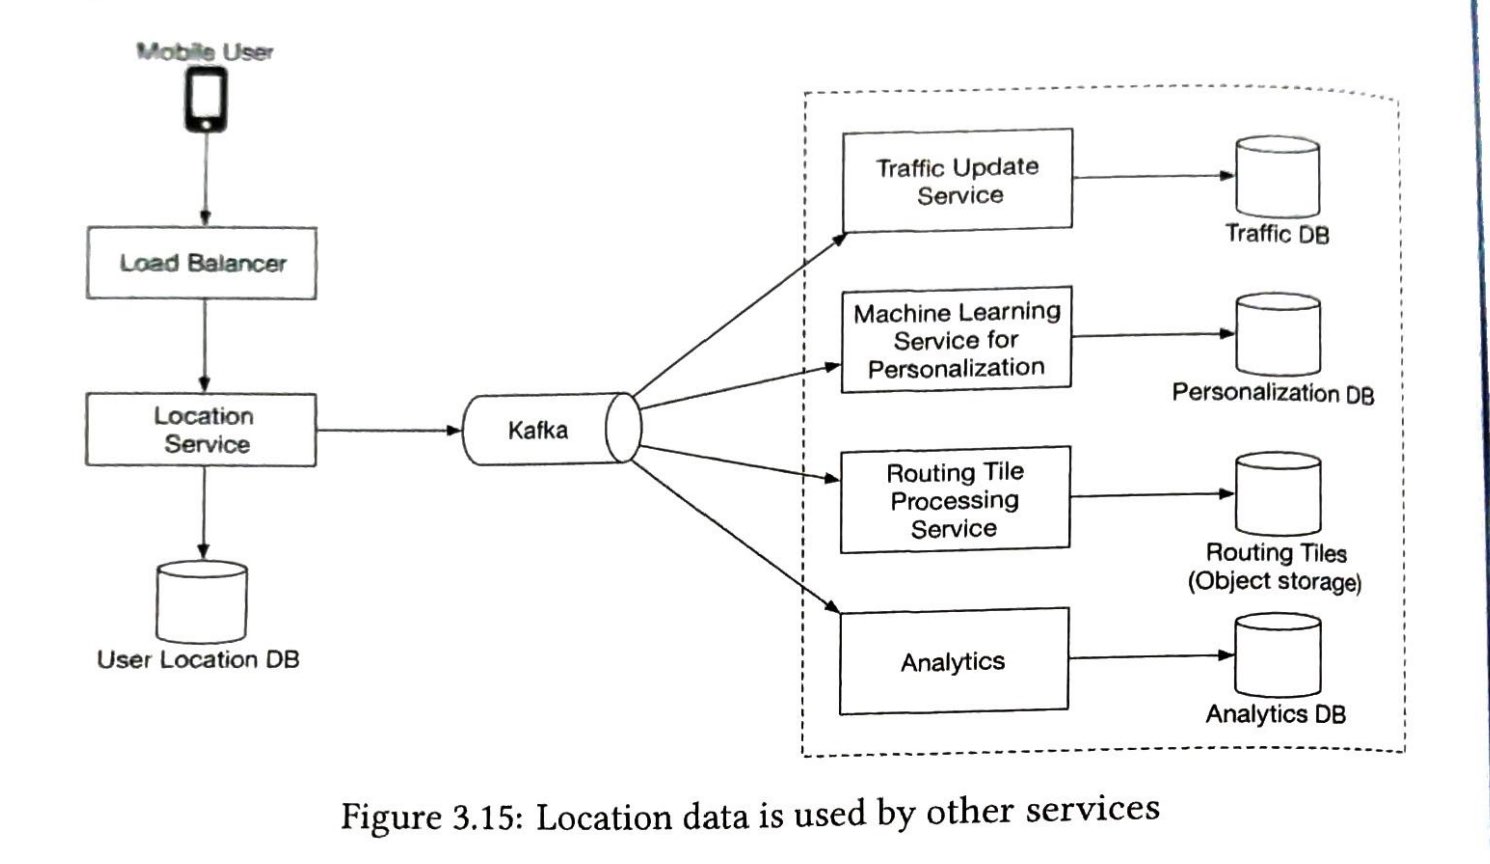 Mobile User
Load Balancer
Location
Service
User Location DB
Kafka
Traffic Update
Service
Traffic DB
Machine Learning
Service for
Personalization
Personalization DB
Routing Tile
Processing
Service
Routing Tiles
(Object storage)
Analytics
Analytics DB
Figure 3.15: Location data is used by other services